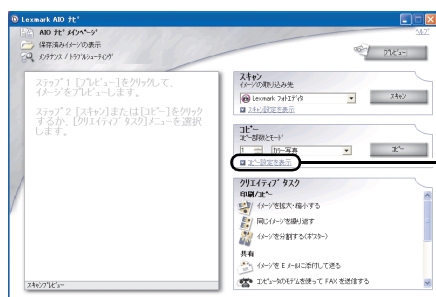 Lexmark AIO ナビ
AIO ナビ メインページ
ヘルプ
保存済みイメージの表示
メンテナンス / トラブルシューティング
プレビュー
ステップ 1 [プレビュー]をクリックして、
イメージをプレビューします。
ステップ 2 [スキャン]または[コピー]をクリック
するか、[クリエイティブ タスク]メニューを選択
します。
スキャン
イメージの取り込み先
Lexmark フォトエディタ
スキャン
スキャン設定を表示
コピー
コピー部数とモード
1
カラー写真
コピー
コピー設定を表示
クリエイティブ タスク
印刷/コピー
イメージを拡大・縮小する
同じイメージを繰り返す
イメージを分割する(ポスター)
共有
イメージを E メールに添付して送る
コンピュータのモデムを使って FAX を送信する
スキャンプレビュー